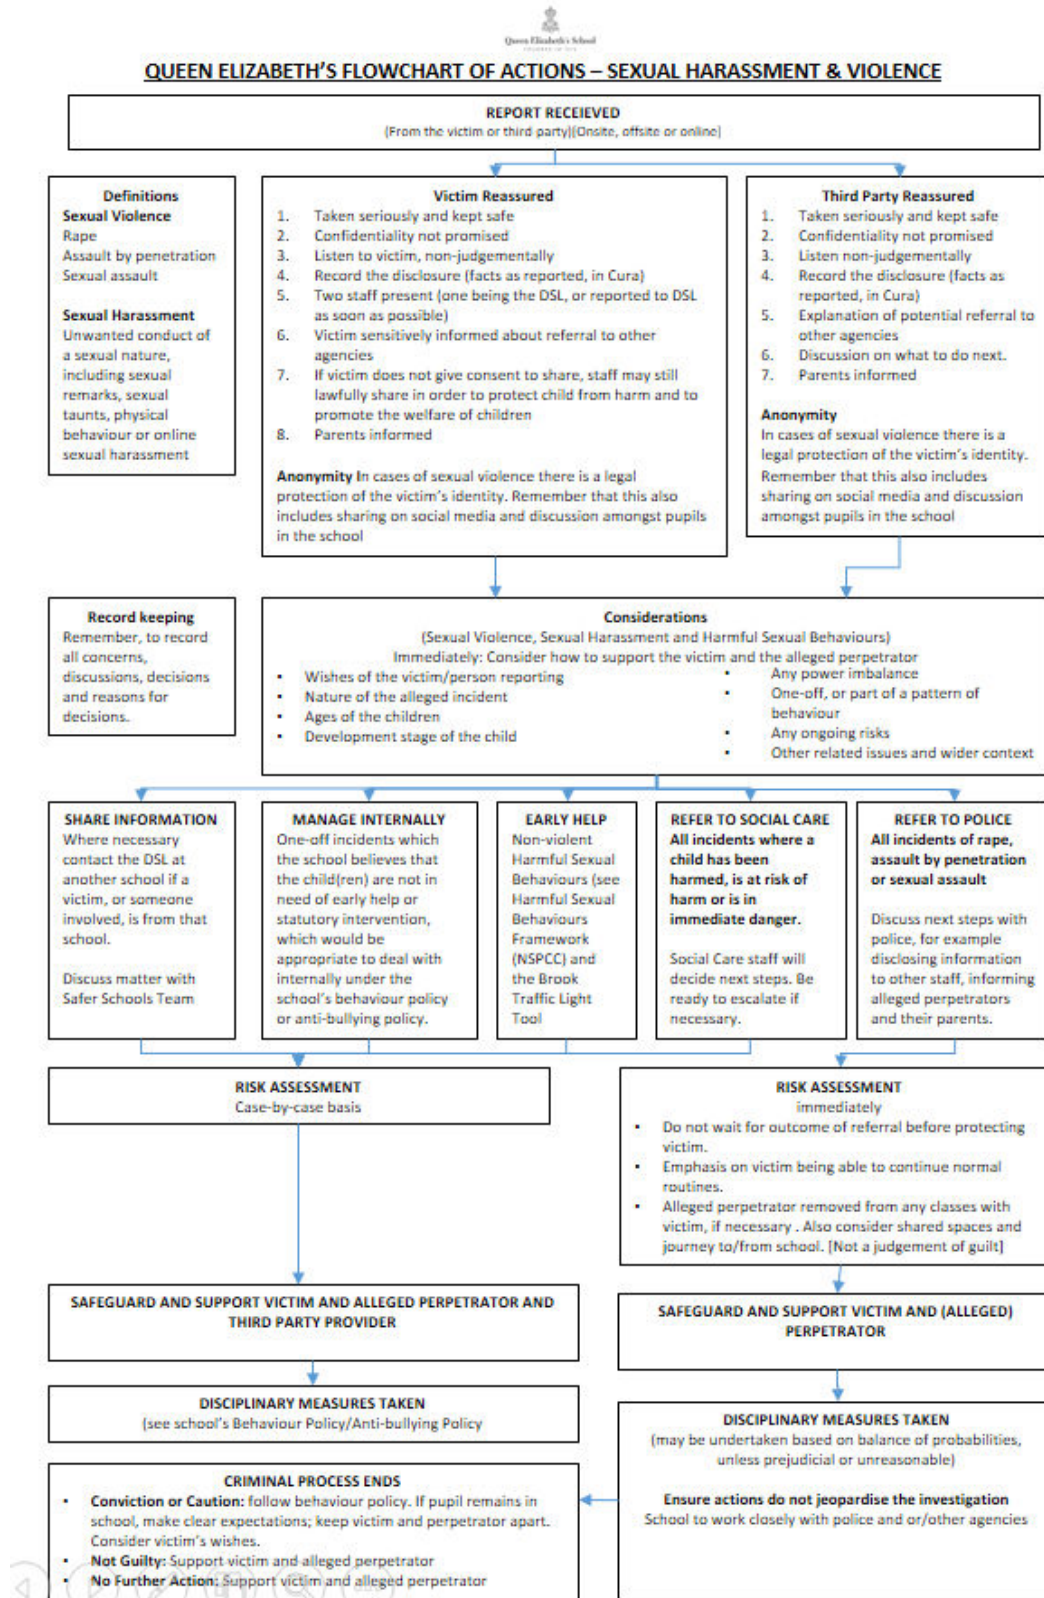 Queen Elizabeth's School
QUEEN ELIZABETH'S FLOWCHART OF ACTIONS – SEXUAL HARASSMENT & VIOLENCE
REPORT RECEIEVED
(From the victim or third party)(Onsite, offsite or online)
Definitions
Sexual Violence
Rape
Assault by penetration
Sexual assault
Sexual Harassment
Unwanted conduct of
a sexual nature,
including sexual
remarks, sexual
taunts, physical
behaviour or online
sexual harassment
Victim Reassured
1. Taken seriously and kept safe
2. Confidentiality not promised
3. Listen to victim, non-judgementally
4. Record the disclosure (facts as reported, in Cura)
5. Two staff present (one being the DSL, or reported to DSL
as soon as possible)
6. Victim sensitively informed about referral to other
agencies
7. If victim does not give consent to share, staff may still
lawfully share in order to protect child from harm and to
promote the welfare of children
8. Parents informed
Anonymity In cases of sexual violence there is a legal
protection of the victim's identity. Remember that this also
includes sharing on social media and discussion amongst pupils
in the school
Third Party Reassured
1. Taken seriously and kept safe
2. Confidentiality not promised
3. Listen non-judgementally
4. Record the disclosure (facts as
reported, in Cura)
5. Explanation of potential referral to
other agencies
6. Discussion on what to do next.
7. Parents informed
Anonymity
In cases of sexual violence there is a
legal protection of the victim's identity.
Remember that this also includes
sharing on social media and discussion
amongst pupils in the school
Record keeping
Remember, to record
all concerns,
discussions, decisions
and reasons for
decisions.
Considerations
(Sexual Violence, Sexual Harassment and Harmful Sexual Behaviours)
Immediately: Consider how to support the victim and the alleged perpetrator
▪ Wishes of the victim/person reporting
▪ Nature of the alleged incident
▪ Ages of the children
▪ Development stage of the child
▪ Any power imbalance
▪ One-off, or part of a pattern of
behaviour
▪ Any ongoing risks
▪ Other related issues and wider context
SHARE INFORMATION
Where necessary
contact the DSL at
another school if a
victim, or someone
involved, is from that
school.
Discuss matter with
Safer Schools Team
MANAGE INTERNALLY
One-off incidents which
the school believes that
the child(ren) are not in
need of early help or
statutory intervention,
which would be
appropriate to deal with
internally under the
school's behaviour policy
or anti-bullying policy.
EARLY HELP
Non-violent
Harmful Sexual
Behaviours (see
Harmful Sexual
Behaviours
Framework
(NSPCC) and
the Brook
Traffic Light
Tool
REFER TO SOCIAL CARE
All incidents where a
child has been
harmed, is at risk of
harm or is in
immediate danger.
Social Care staff will
decide next steps. Be
ready to escalate if
necessary.
REFER TO POLICE
All incidents of rape,
assault by penetration
or sexual assault
Discuss next steps with
police, for example
disclosing information
to other staff, informing
alleged perpetrators
and their parents.
RISK ASSESSMENT
Case-by-case basis
RISK ASSESSMENT
immediately
▪ Do not wait for outcome of referral before protecting
victim.
▪ Emphasis on victim being able to continue normal
routines.
▪ Alleged perpetrator removed from any classes with
victim, if necessary . Also consider shared spaces and
journey to/from school. [Not a judgement of guilt]
SAFEGUARD AND SUPPORT VICTIM AND ALLEGED PERPETRATOR AND
THIRD PARTY PROVIDER
SAFEGUARD AND SUPPORT VICTIM AND (ALLEGED)
PERPETRATOR
DISCIPLINARY MEASURES TAKEN
(see school's Behaviour Policy/Anti-bullying Policy
DISCIPLINARY MEASURES TAKEN
(may be undertaken based on balance of probabilities,
unless prejudicial or unreasonable)
Ensure actions do not jeopardise the investigation
School to work closely with police and or/other agencies
CRIMINAL PROCESS ENDS
▪ Conviction or Caution: follow behaviour policy. If pupil remains in
school, make clear expectations; keep victim and perpetrator apart.
Consider victim's wishes.
▪ Not Guilty: Support victim and alleged perpetrator
▪ No Further Action: Support victim and alleged perpetrator